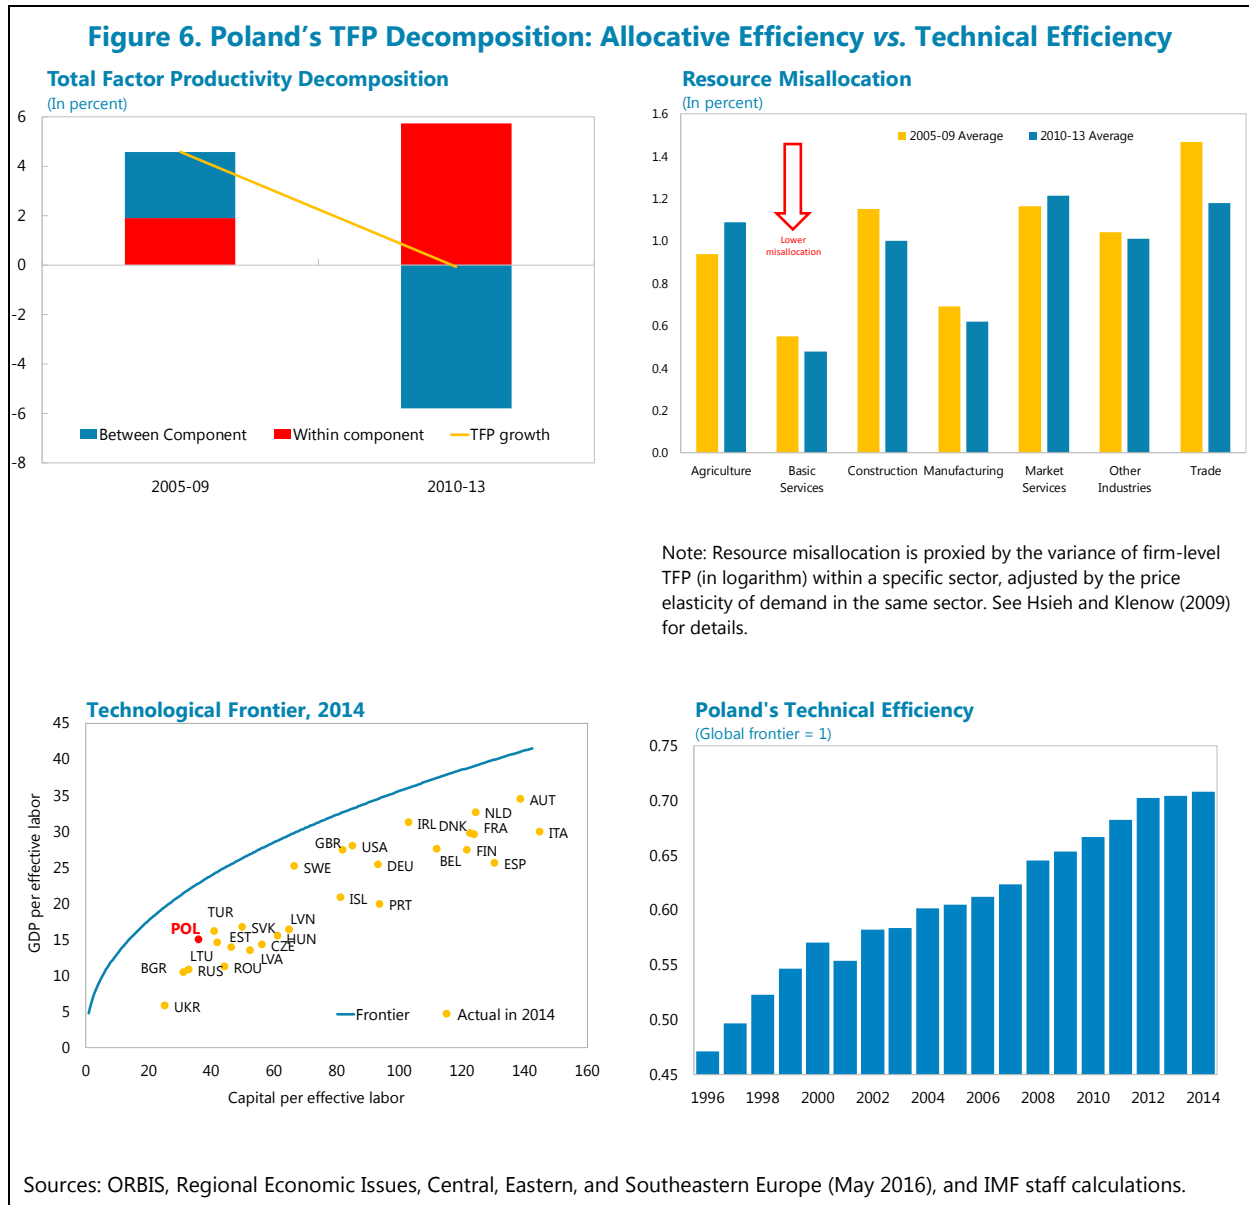 Figure 6. Poland's TFP Decomposition: Allocative Efficiency vs. Technical Efficiency
Total Factor Productivity Decomposition
(In percent)
6
4
2
0
-2
-4
-6
-8
Between Component
Within component
TFP growth
2005-09
2010-13
Resource Misallocation
(In percent)
1.6
1.4
1.2
1.0
0.8
0.6
0.4
0.2
0.0
2005-09 Average
2010-13 Average
Lower
misallocation
Agriculture
Basic
Services
Construction
Manufacturing
Market
Services
Other
Industries
Trade
Note: Resource misallocation is proxied by the variance of firm-level
TFP (in logarithm) within a specific sector, adjusted by the price
elasticity of demand in the same sector. See Hsieh and Klenow (2009)
for details.
Technological Frontier, 2014
GDP per effective labor
45
40
35
30
25
20
15
10
5
0
AUT
NLD
IRL
DNK
FRA
ITA
GBR
USA
SWE
DEU
BEL
FIN
ESP
ISL
PRT
TUR
POL
SVK
LVN
EST
HUN
CZE
LTU
LVA
BGR
RUS
ROU
UKR
Frontier
Actual in 2014
0
20
40
60
80
100
120
140
160
Capital per effective labor
Poland's Technical Efficiency
(Global frontier = 1)
0.75
0.70
0.65
0.60
0.55
0.50
0.45
1996
1998
2000
2002
2004
2006
2008
2010
2012
2014
Sources: ORBIS, Regional Economic Issues, Central, Eastern, and Southeastern Europe (May 2016), and IMF staff calculations.